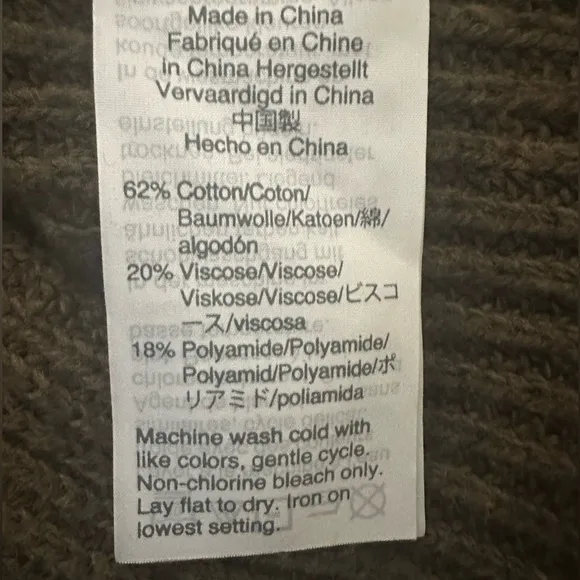 Made in China
Fabriqué en Chine
in China Hergestellt
Vervaardigd in China
中国製
Hecho en China
62% Cotton/Coton/
Baumwolle/Katoen/綿/
algodón
20% Viscose/Viscose/
Viskose/Viscose/ビスコ
ース/viscosa
18% Polyamide/Polyamide/
Polyamid/Polyamide/ポ
リアミド/poliamida
Machine wash cold with
like colors, gentle cycle.
Non-chlorine bleach only.
Lay flat to dry. Iron on
lowest setting.